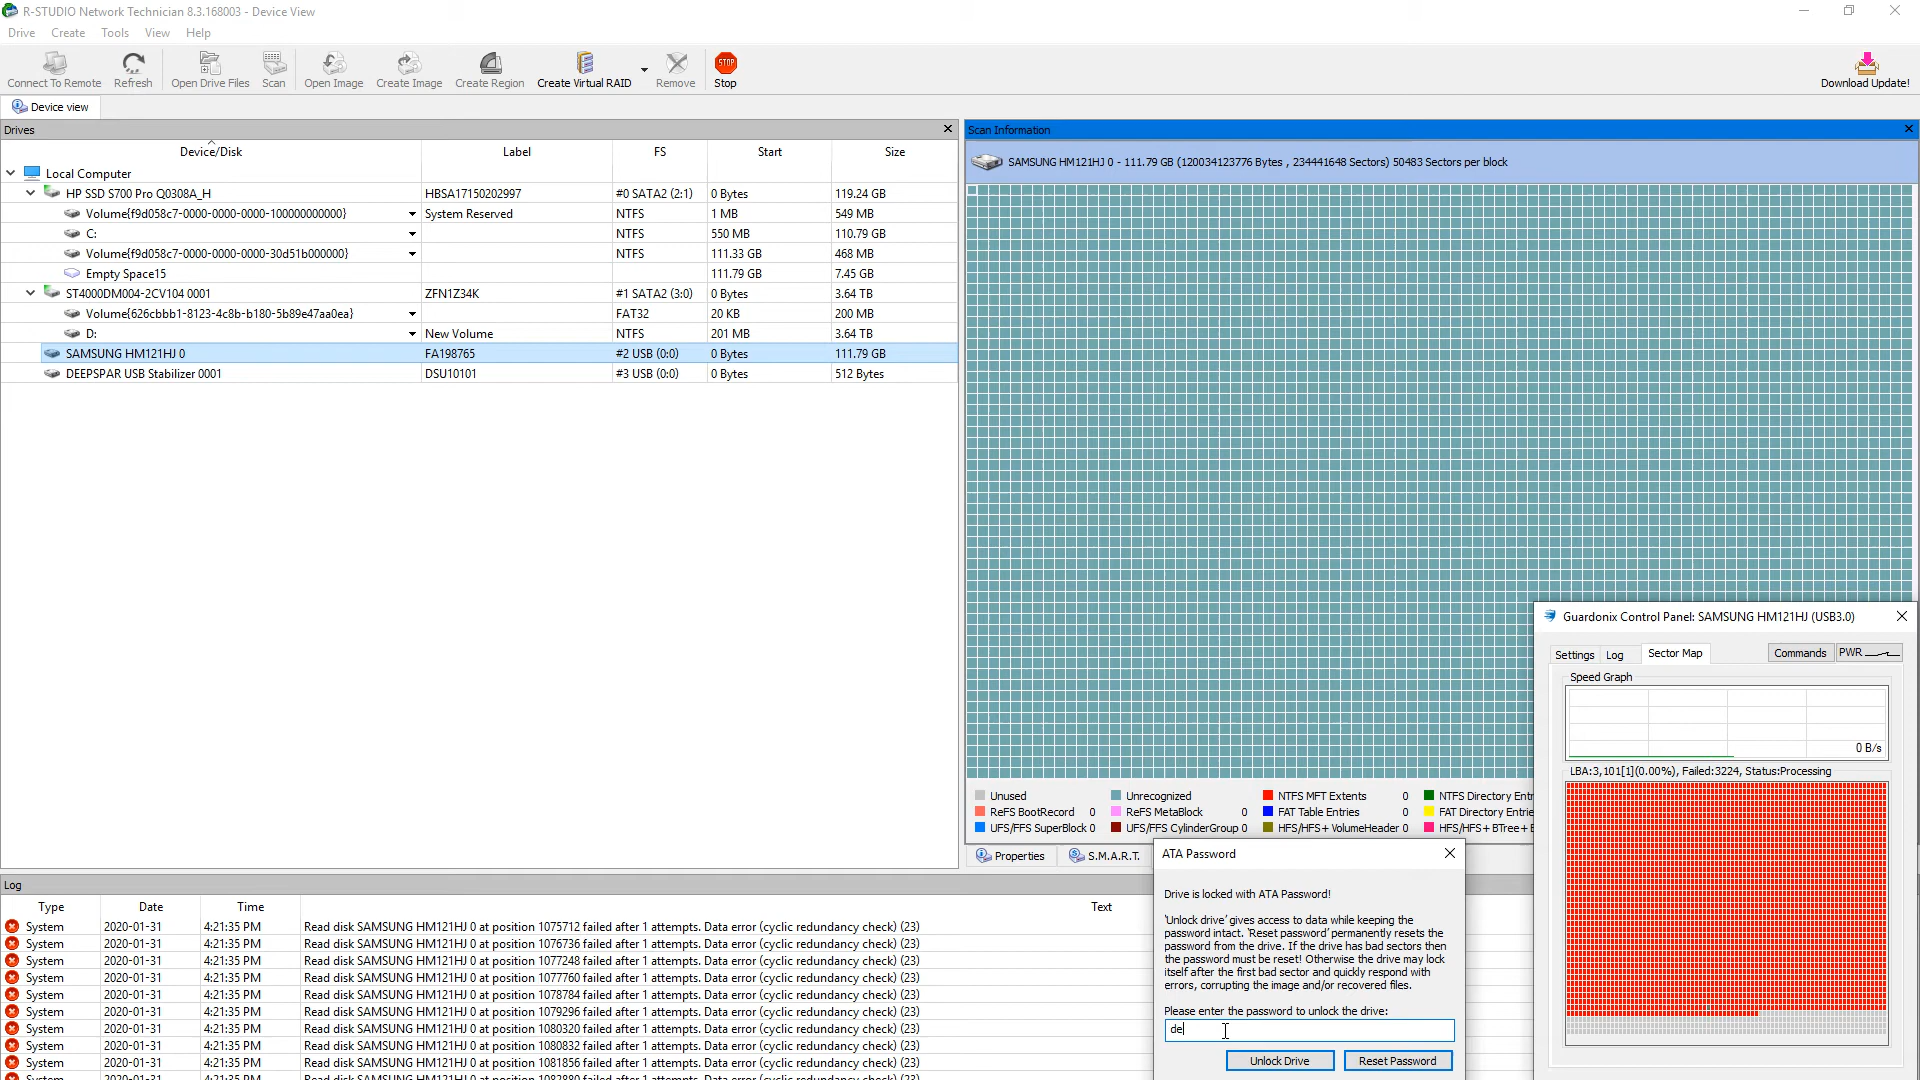 R-STUDIO Network Technician 8.3.168003 - Device View
Drive Create Tools View Help
Connect To Remote Refresh Open Drive Files Scan Open Image Create Image Create Region Create Virtual RAID Remove STOP Stop Download Update!
Device view
Drives
Device/Disk Label FS Start Size
Local Computer
HP SSD S700 Pro Q0308A_H HBSA17150202997 #0 SATA2 (2:1) 0 Bytes 119.24 GB
Volume{f9d058c7-0000-0000-0000-100000000000} System Reserved NTFS 1 MB 549 MB
C: NTFS 550 MB 110.79 GB
Volume{f9d058c7-0000-0000-0000-30d51b000000} NTFS 111.33 GB 468 MB
Empty Space15 111.79 GB 7.45 GB
ST4000DM004-2CV104 0001 ZFN1Z34K #1 SATA2 (3:0) 0 Bytes 3.64 TB
Volume{626cbbb1-8123-4c8b-b180-5b89e47aa0ea} FAT32 20 KB 200 MB
D: New Volume NTFS 201 MB 3.64 TB
SAMSUNG HM121HJ 0 FA198765 #2 USB (0:0) 0 Bytes 111.79 GB
DEEPSPAR USB Stabilizer 0001 DSU10101 #3 USB (0:0) 0 Bytes 512 Bytes
Scan Information
SAMSUNG HM121HJ 0 - 111.79 GB (120034123776 Bytes , 234441648 Sectors) 50483 Sectors per block
Unused Unrecognized NTFS MFT Extents 0 NTFS Directory Entr
ReFS BootRecord 0 ReFS MetaBlock 0 FAT Table Entries 0 FAT Directory Entrie
UFS/FFS SuperBlock 0 UFS/FFS CylinderGroup 0 HFS/HFS+ VolumeHeader 0 HFS/HFS+ BTree+ E
Properties S.M.A.R.T.
Guardonix Control Panel: SAMSUNG HM121HJ (USB3.0)
Settings Log Sector Map Commands PWR
Speed Graph
0 B/s
LBA:3,101[1](0.00%), Failed:3224, Status:Processing
ATA Password
Drive is locked with ATA Password!
'Unlock drive' gives access to data while keeping the
password intact. 'Reset password' permanently resets the
password from the drive. If the drive has bad sectors then
the password must be reset! Otherwise the drive may lock
itself after the first bad sector and quickly respond with
errors, corrupting the image and/or recovered files.
Please enter the password to unlock the drive:
de
Unlock Drive Reset Password
Log
Type Date Time Text
System 2020-01-31 4:21:35 PM Read disk SAMSUNG HM121HJ 0 at position 1075712 failed after 1 attempts. Data error (cyclic redundancy check) (23)
System 2020-01-31 4:21:35 PM Read disk SAMSUNG HM121HJ 0 at position 1076736 failed after 1 attempts. Data error (cyclic redundancy check) (23)
System 2020-01-31 4:21:35 PM Read disk SAMSUNG HM121HJ 0 at position 1077248 failed after 1 attempts. Data error (cyclic redundancy check) (23)
System 2020-01-31 4:21:35 PM Read disk SAMSUNG HM121HJ 0 at position 1077760 failed after 1 attempts. Data error (cyclic redundancy check) (23)
System 2020-01-31 4:21:35 PM Read disk SAMSUNG HM121HJ 0 at position 1078784 failed after 1 attempts. Data error (cyclic redundancy check) (23)
System 2020-01-31 4:21:35 PM Read disk SAMSUNG HM121HJ 0 at position 1079296 failed after 1 attempts. Data error (cyclic redundancy check) (23)
System 2020-01-31 4:21:35 PM Read disk SAMSUNG HM121HJ 0 at position 1080320 failed after 1 attempts. Data error (cyclic redundancy check) (23)
System 2020-01-31 4:21:35 PM Read disk SAMSUNG HM121HJ 0 at position 1080832 failed after 1 attempts. Data error (cyclic redundancy check) (23)
System 2020-01-31 4:21:35 PM Read disk SAMSUNG HM121HJ 0 at position 1081856 failed after 1 attempts. Data error (cyclic redundancy check) (23)
System 2020-01-31 4:21:35 PM Read disk SAMSUNG HM121HJ 0 at position 1082880 failed after 1 attempts. Data error (cyclic redundancy check) (23)